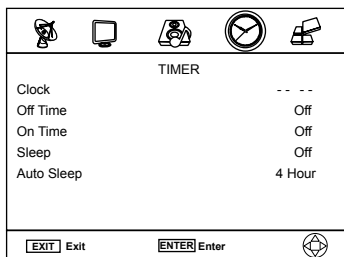 TIMER
Clock -- --
Off Time Off
On Time Off
Sleep Off
Auto Sleep 4 Hour
EXIT Exit ENTER Enter